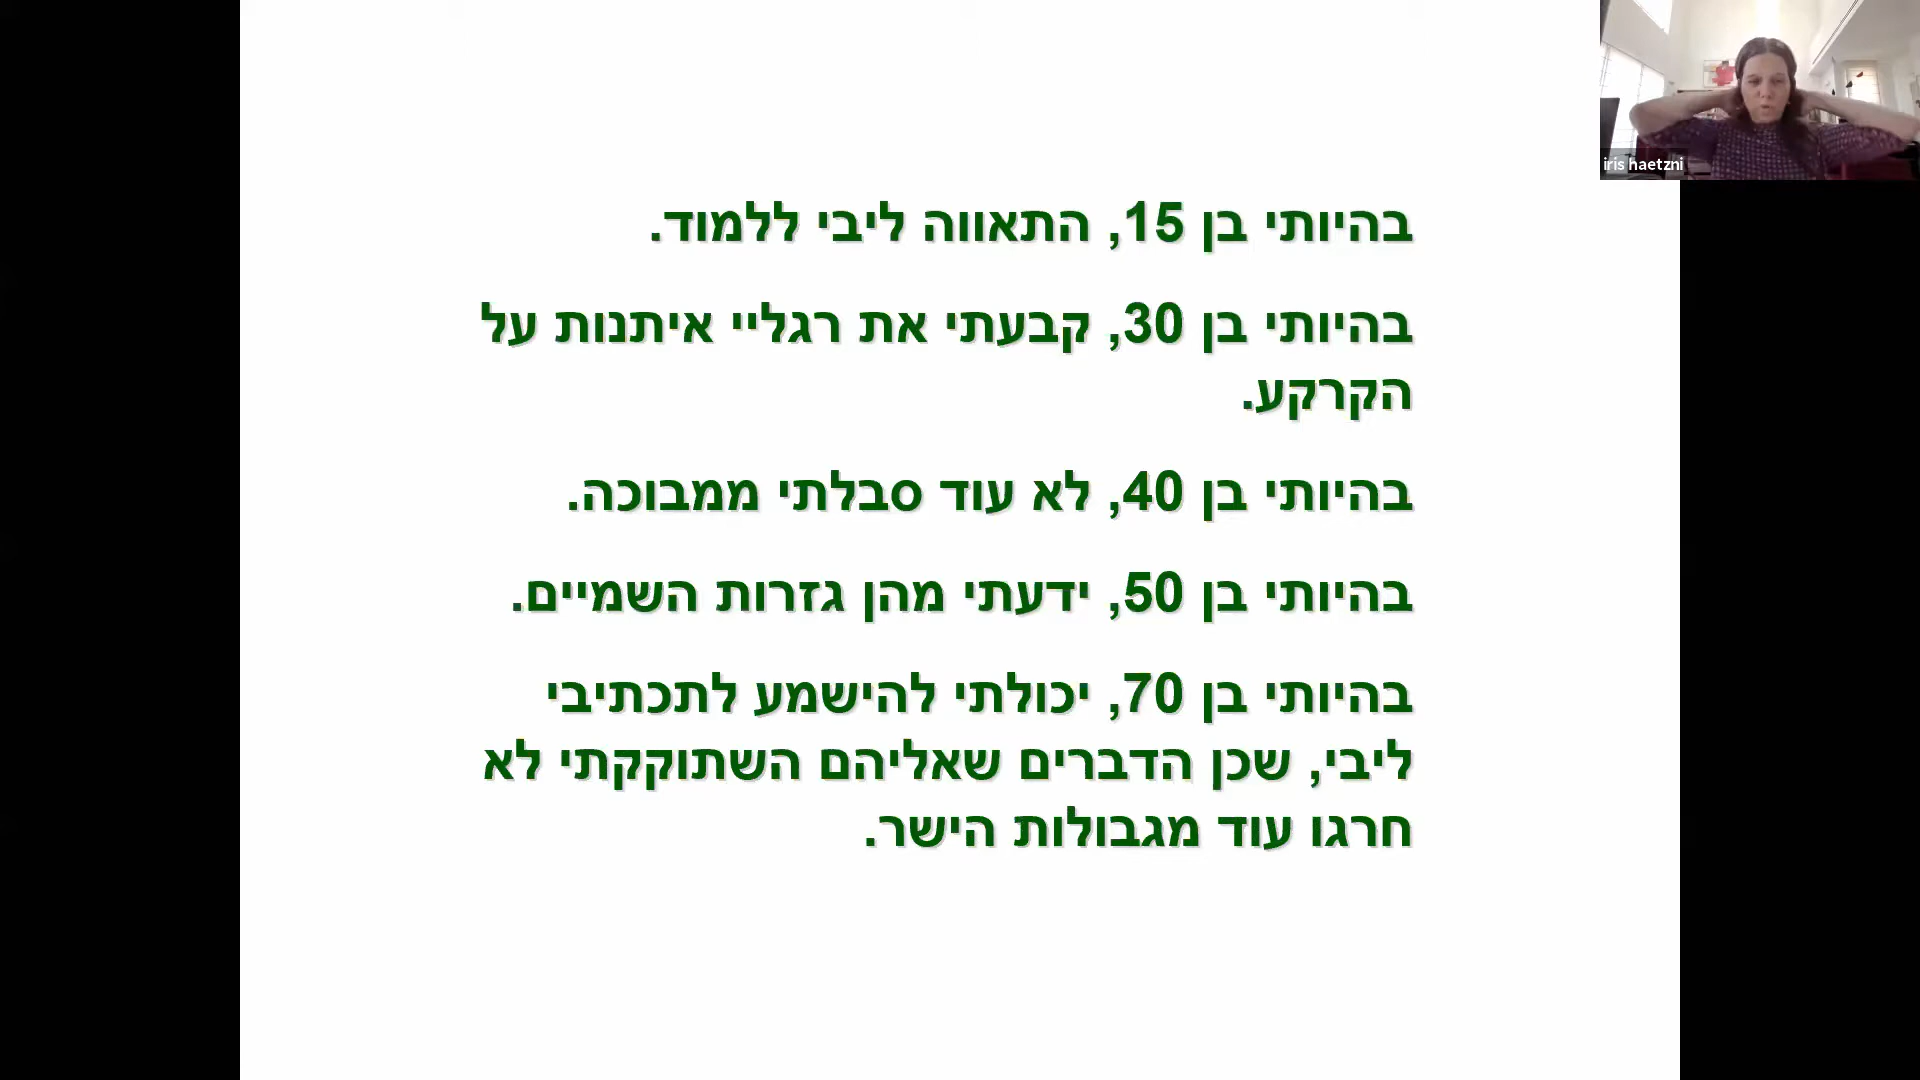 בהיותי בן 15, התאווה ליבי ללמוד.
בהיותי בן 30, קבעתי את רגליי איתנות על
הקרקע.
בהיותי בן 40, לא עוד סבלתי ממבוכה.
בהיותי בן 50, ידעתי מהן גזרות השמיים.
בהיותי בן 70, יכולתי להישמע לתכתיבי
ליבי, שכן הדברים שאליהם השתוקקתי לא
חרגו עוד מגבולות הישר.
iris haetzni